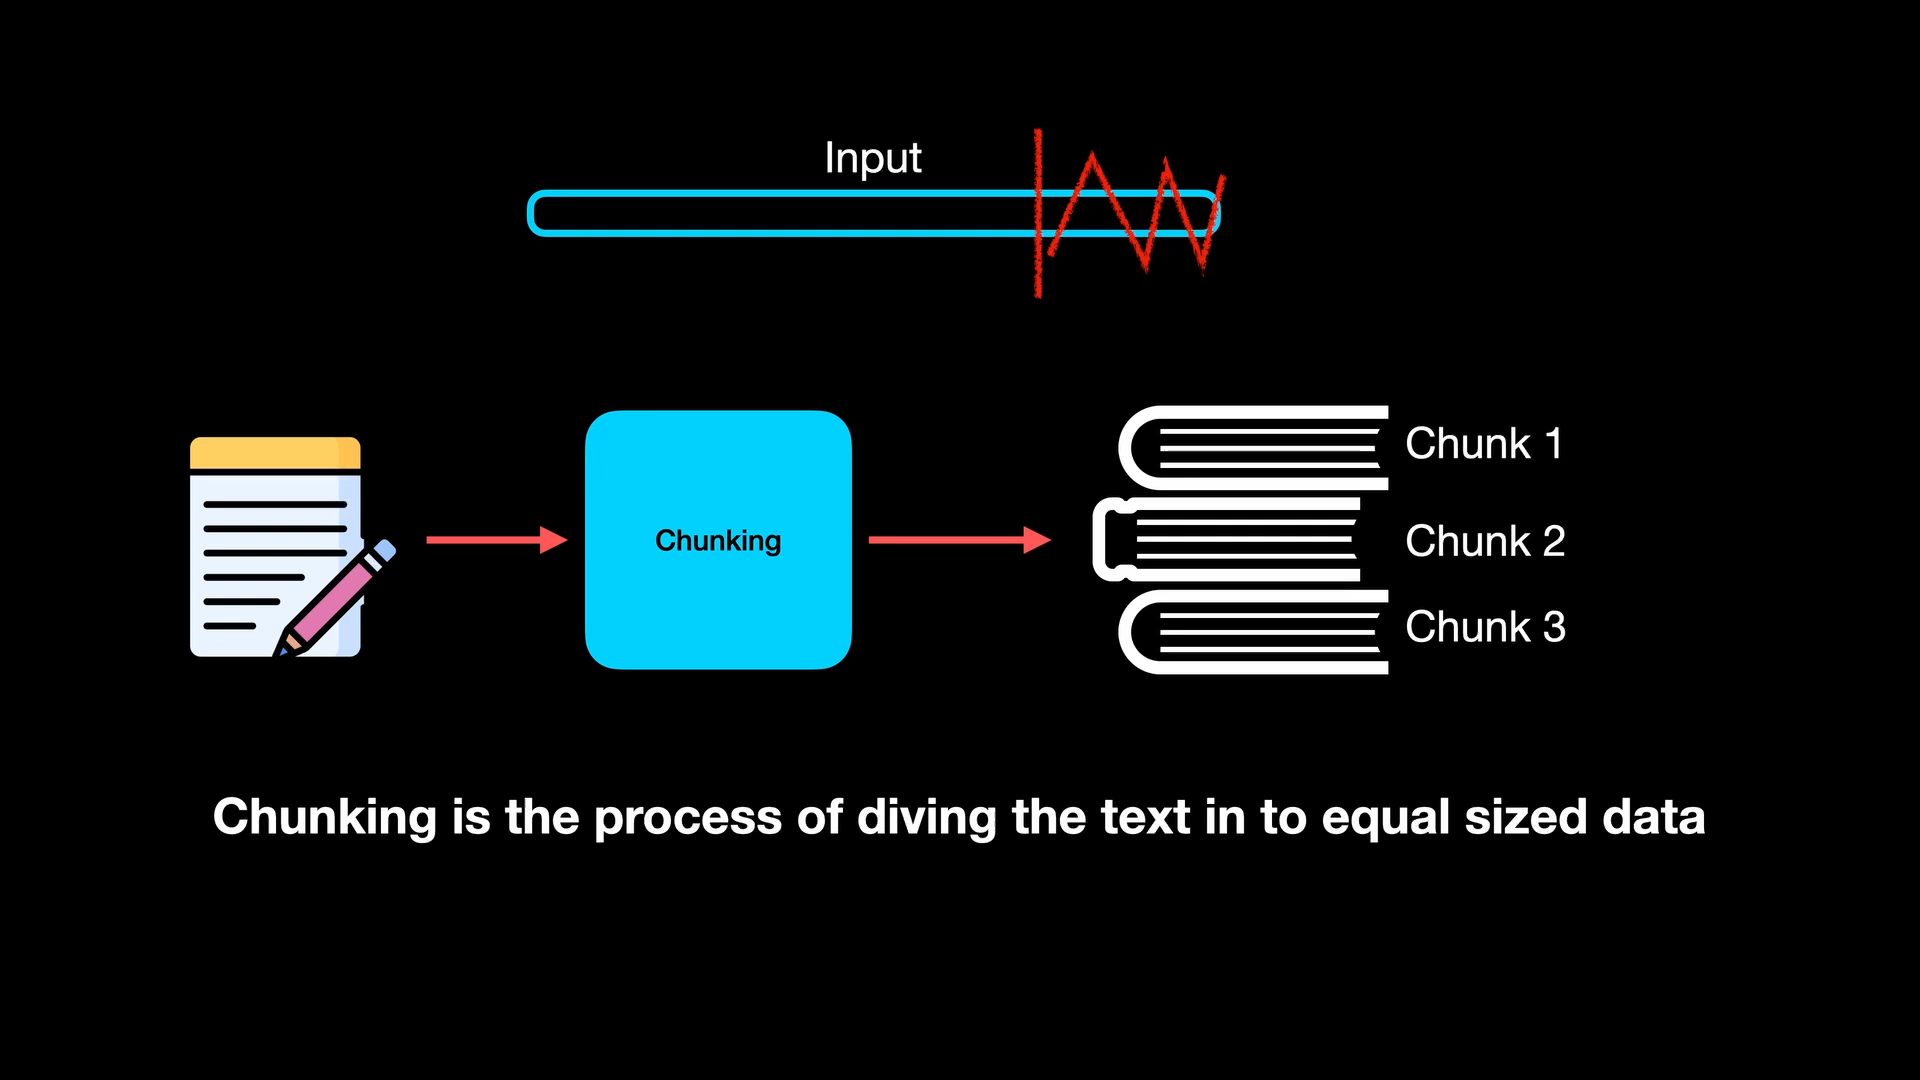 Input
Chunking
Chunk 1
Chunk 2
Chunk 3
Chunking is the process of diving the text in to equal sized data